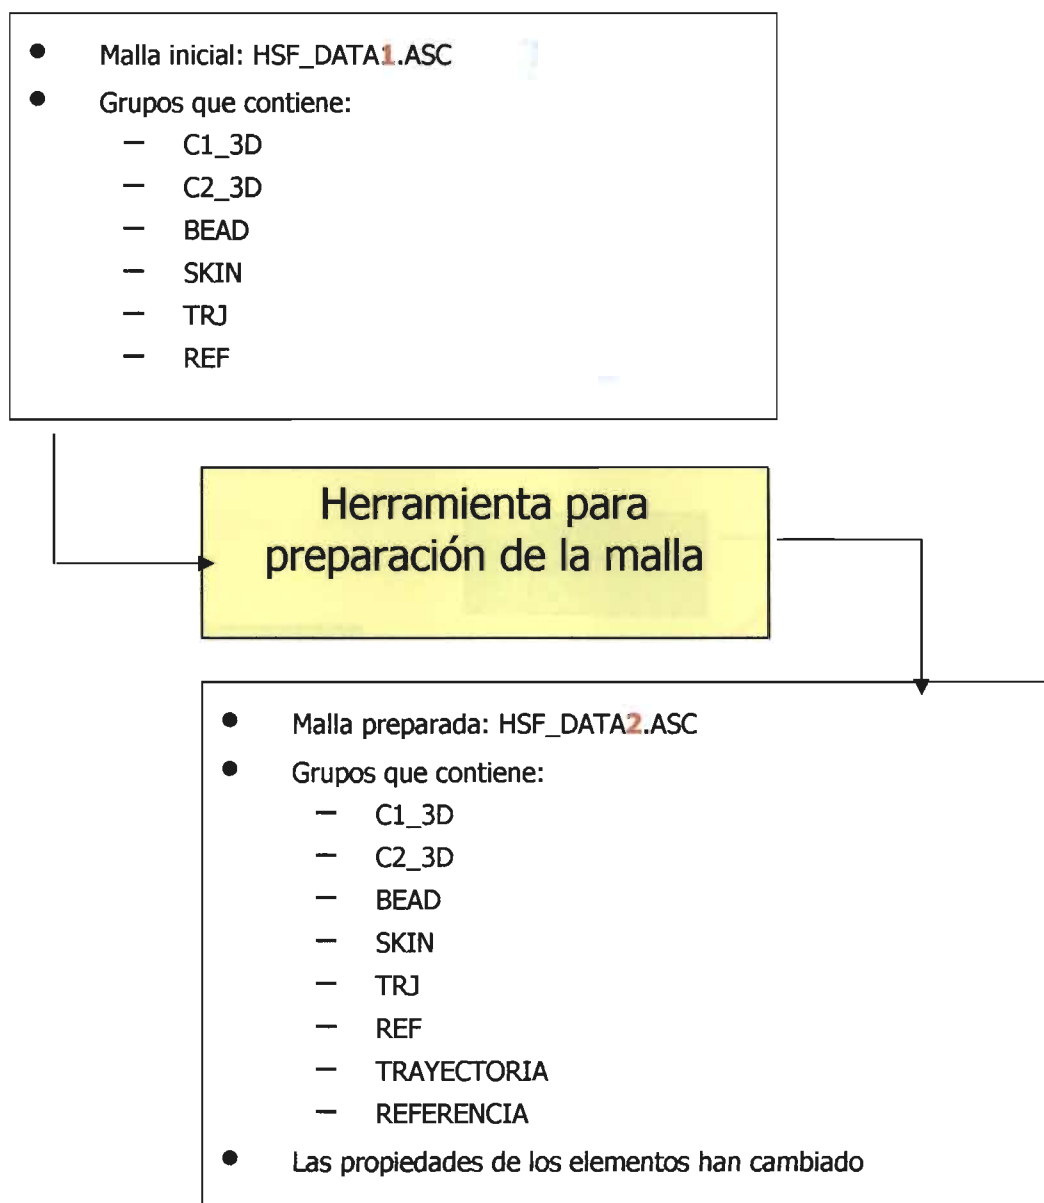 ● Malla inicial: HSF_DATA1.ASC
● Grupos que contiene:
— C1_3D
— C2_3D
— BEAD
— SKIN
— TRJ
— REF
Herramienta para
preparación de la malla
● Malla preparada: HSF_DATA2.ASC
● Grupos que contiene:
— C1_3D
— C2_3D
— BEAD
— SKIN
— TRJ
— REF
— TRAYECTORIA
— REFERENCIA
● Las propiedades de los elementos han cambiado